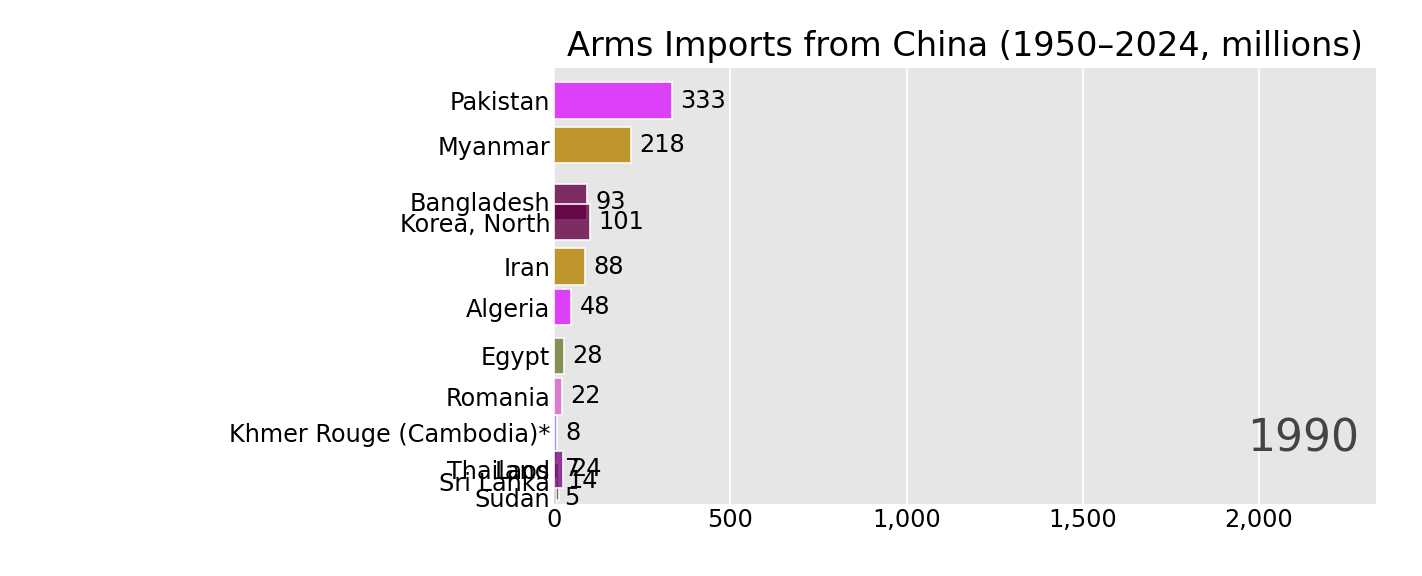 Arms Imports from China (1950–2024, millions)
Pakistan 333
Myanmar 218
Bangladesh 93
Korea, North 101
Iran 88
Algeria 48
Egypt 28
Romania 22
Khmer Rouge (Cambodia)* 8
1990
Thailand 24
Laos 7
Sri Lanka 14
Sudan 5
0 500 1,000 1,500 2,000